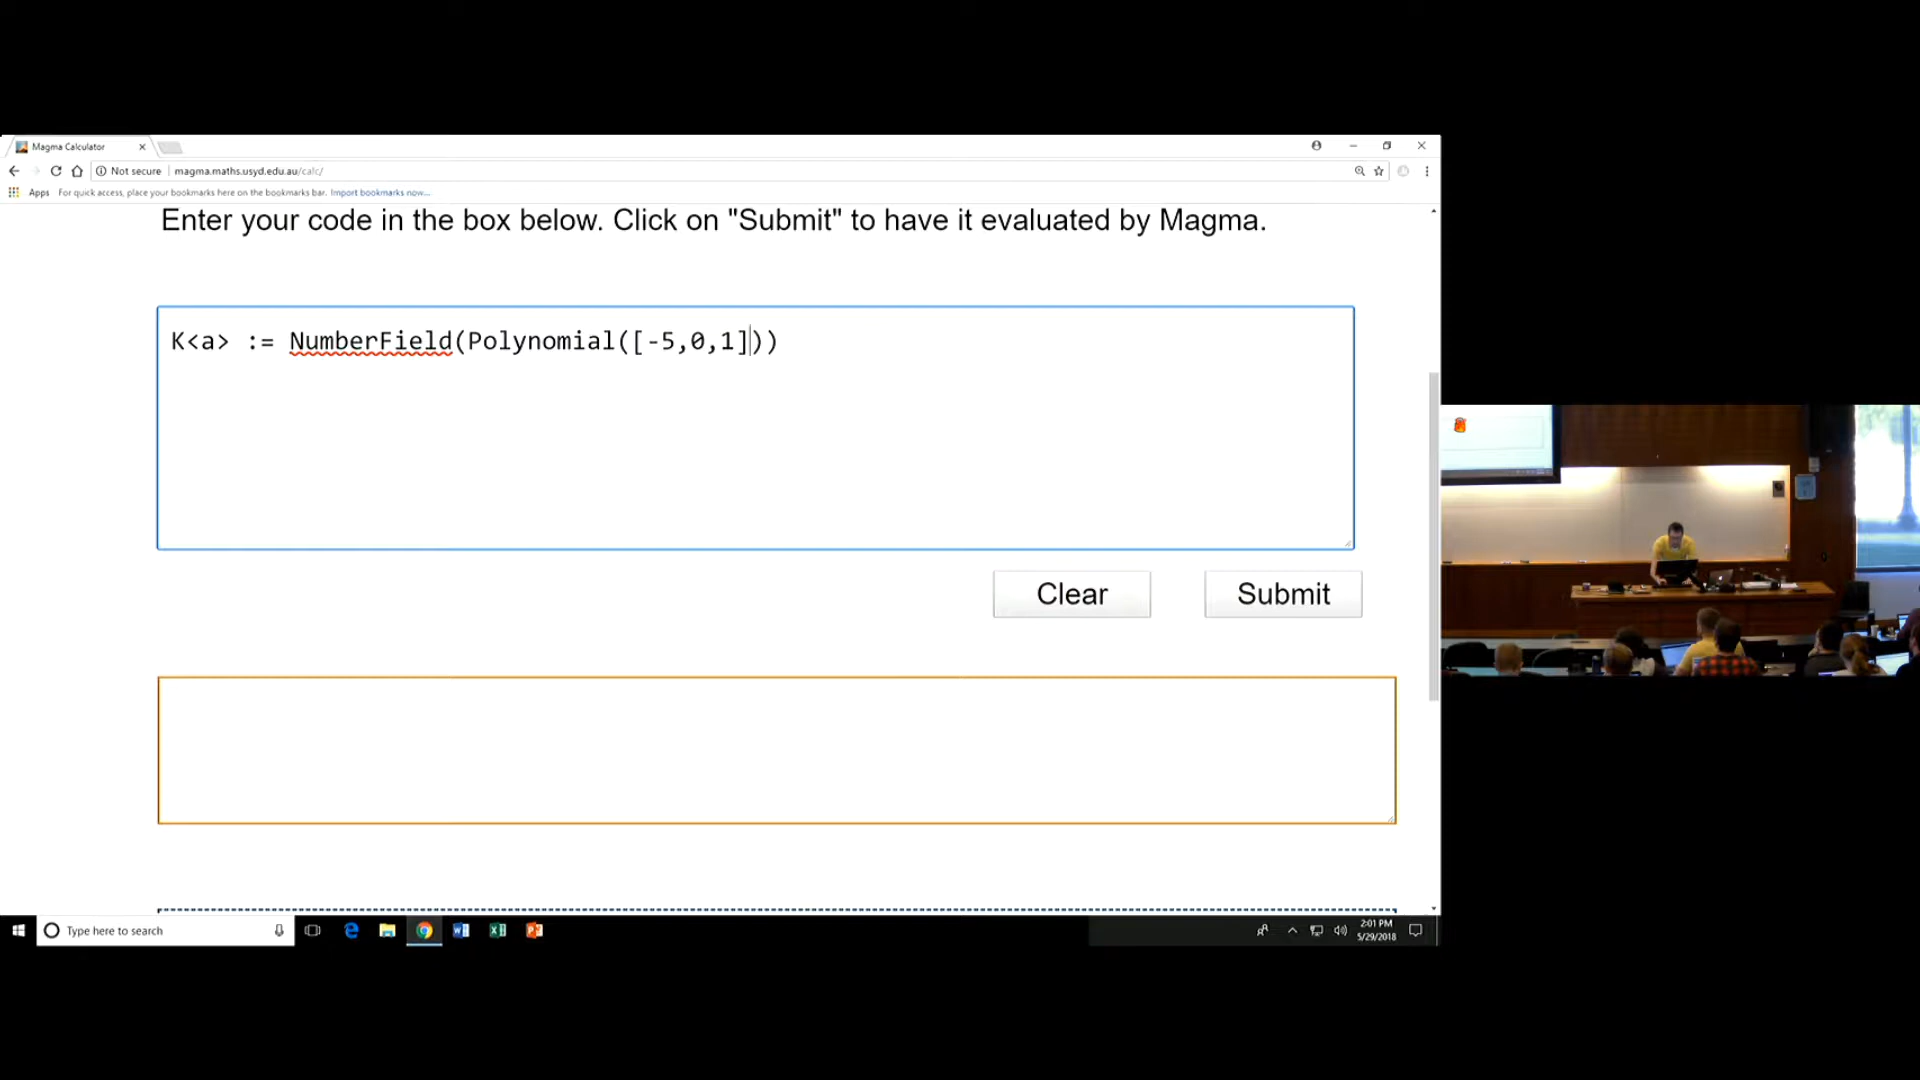 Magma Calculator
Not secure magma.maths.usyd.edu.au/calc/
Apps For quick access, place your bookmarks here on the bookmarks bar. Import bookmarks now...
Enter your code in the box below. Click on "Submit" to have it evaluated by Magma.
K<a> := NumberField(Polynomial([-5,0,1]))
Clear Submit
Type here to search
2:01 PM
5/29/2018